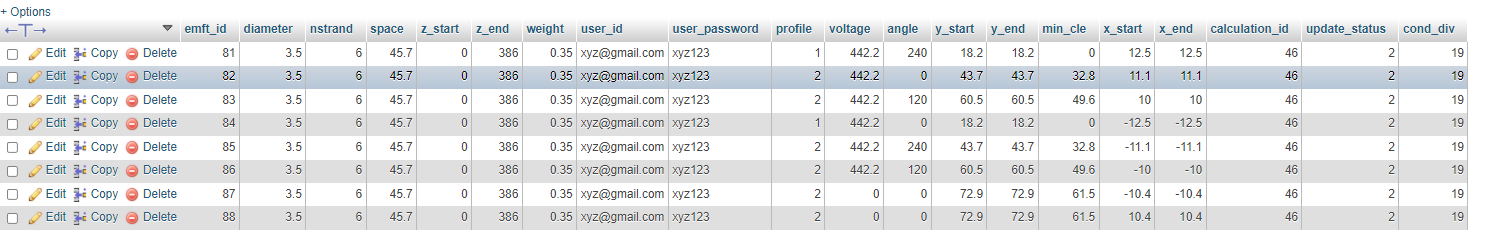 + Options
←T→ emft_id diameter nstrand space z_start z_end weight user_id user_password profile voltage angle y_start y_end min_cle x_start x_end calculation_id update_status cond_div
Edit Copy Delete 81 3.5 6 45.7 0 386 0.35 xyz@gmail.com xyz123 1 442.2 240 18.2 18.2 0 12.5 12.5 46 2 19
Edit Copy Delete 82 3.5 6 45.7 0 386 0.35 xyz@gmail.com xyz123 2 442.2 0 43.7 43.7 32.8 11.1 11.1 46 2 19
Edit Copy Delete 83 3.5 6 45.7 0 386 0.35 xyz@gmail.com xyz123 2 442.2 120 60.5 60.5 49.6 10 10 46 2 19
Edit Copy Delete 84 3.5 6 45.7 0 386 0.35 xyz@gmail.com xyz123 1 442.2 0 18.2 18.2 0 -12.5 -12.5 46 2 19
Edit Copy Delete 85 3.5 6 45.7 0 386 0.35 xyz@gmail.com xyz123 2 442.2 240 43.7 43.7 32.8 -11.1 -11.1 46 2 19
Edit Copy Delete 86 3.5 6 45.7 0 386 0.35 xyz@gmail.com xyz123 2 442.2 120 60.5 60.5 49.6 -10 -10 46 2 19
Edit Copy Delete 87 3.5 6 45.7 0 386 0.35 xyz@gmail.com xyz123 2 0 0 72.9 72.9 61.5 -10.4 -10.4 46 2 19
Edit Copy Delete 88 3.5 6 45.7 0 386 0.35 xyz@gmail.com xyz123 2 0 0 72.9 72.9 61.5 10.4 10.4 46 2 19